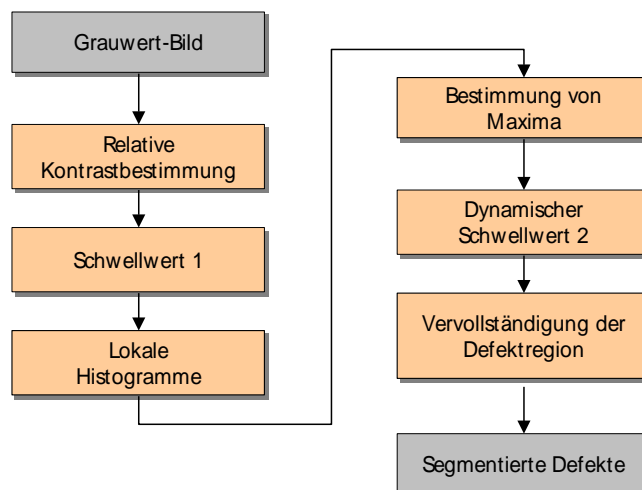 Grauwert-Bild
Relative
Kontrastbestimmung
Schwellwert 1
Lokale
Histogramme
Bestimmung von
Maxima
Dynamischer
Schwellwert 2
Vervollständigung der
Defektregion
Segmentierte Defekte